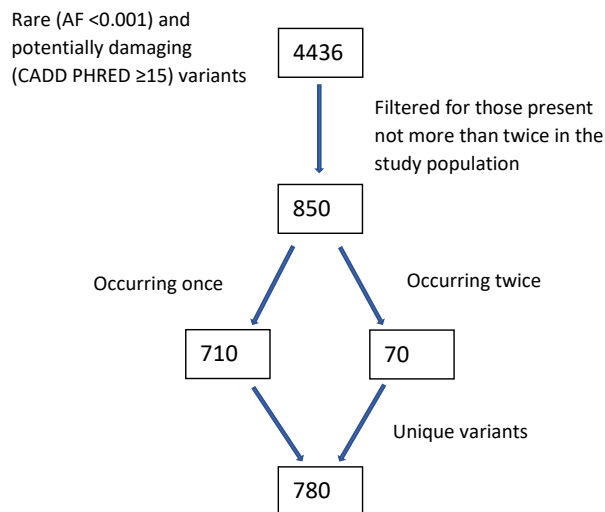 Rare (AF <0.001) and
potentially damaging
(CADD PHRED ≥15) variants
4436
Filtered for those present
not more than twice in the
study population
850
Occurring once
Occurring twice
710
70
Unique variants
780